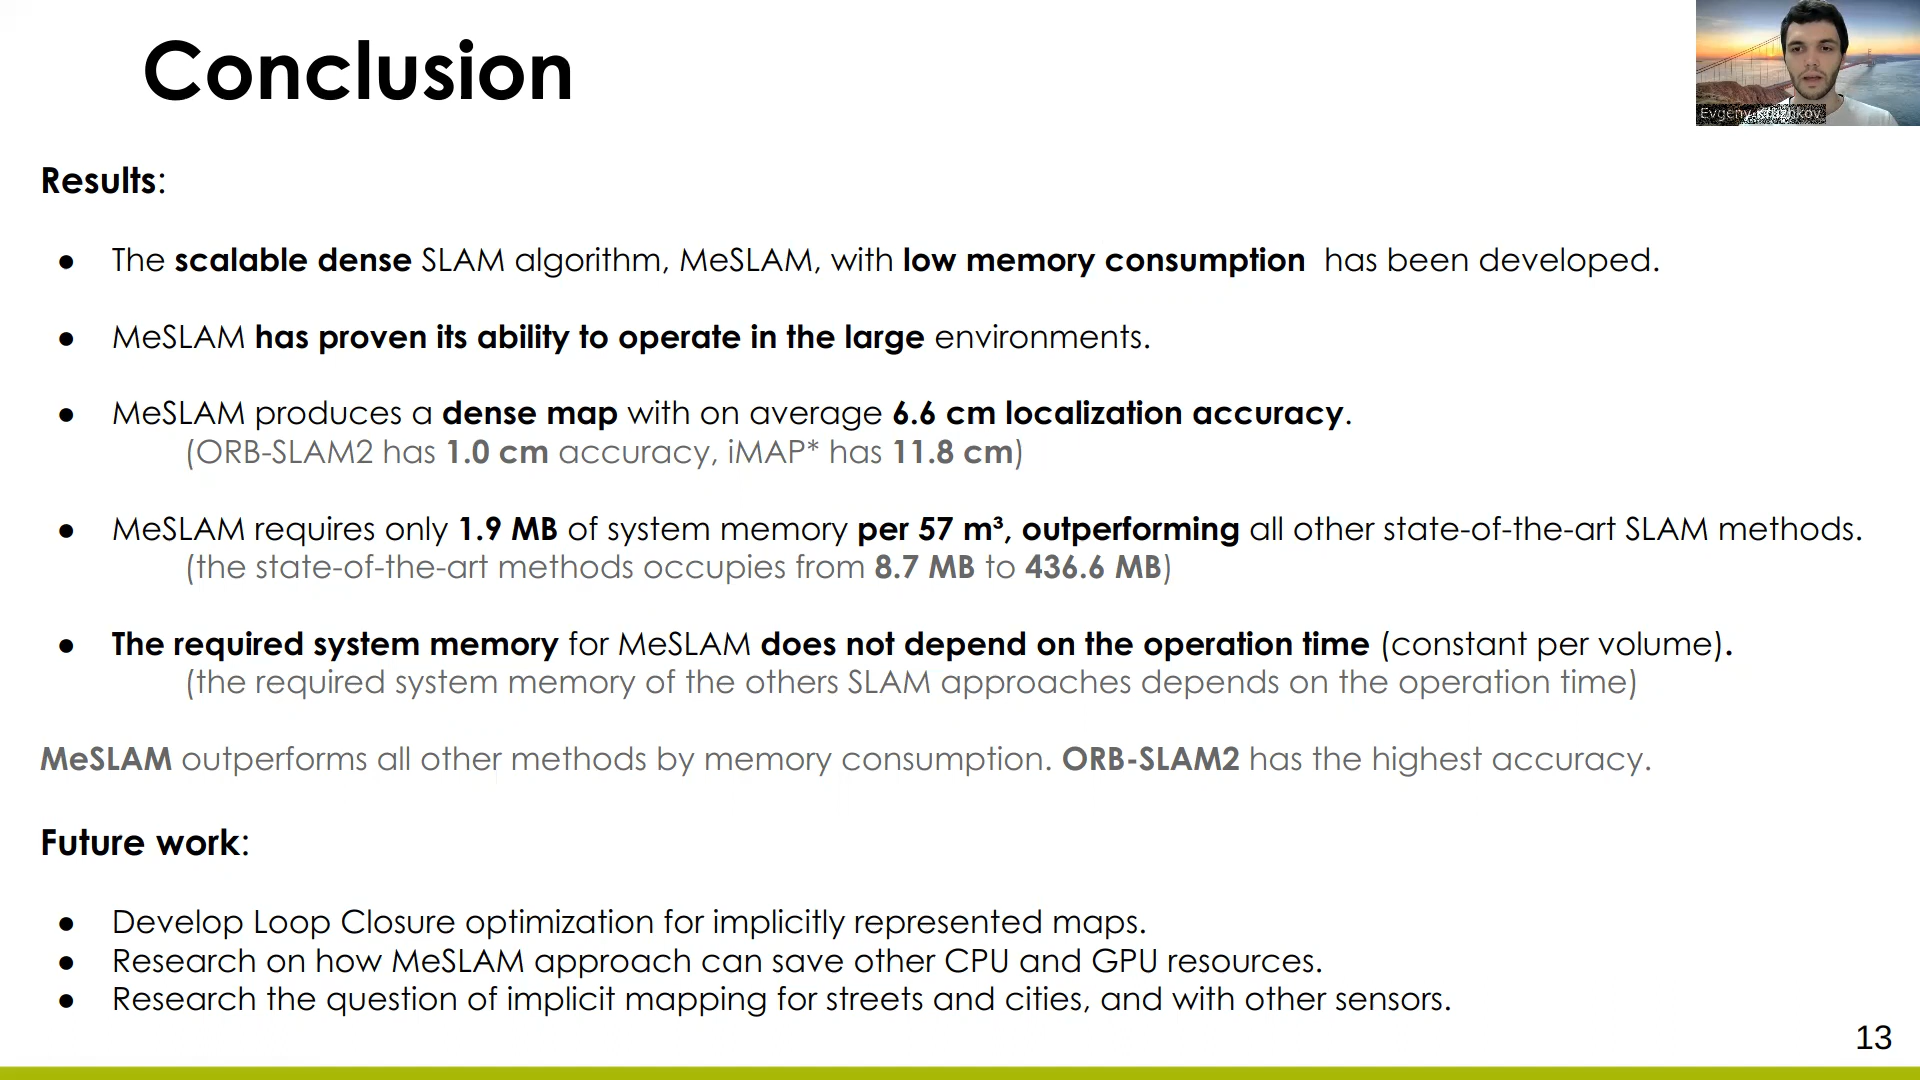 Conclusion
Evgeny
Results:
● The scalable dense SLAM algorithm, MeSLAM, with low memory consumption has been developed.
● MeSLAM has proven its ability to operate in the large environments.
● MeSLAM produces a dense map with on average 6.6 cm localization accuracy.
(ORB-SLAM2 has 1.0 cm accuracy, iMAP* has 11.8 cm)
● MeSLAM requires only 1.9 MB of system memory per 57 m³, outperforming all other state-of-the-art SLAM methods.
(the state-of-the-art methods occupies from 8.7 MB to 436.6 MB)
● The required system memory for MeSLAM does not depend on the operation time (constant per volume).
(the required system memory of the others SLAM approaches depends on the operation time)
MeSLAM outperforms all other methods by memory consumption. ORB-SLAM2 has the highest accuracy.
Future work:
● Develop Loop Closure optimization for implicitly represented maps.
● Research on how MeSLAM approach can save other CPU and GPU resources.
● Research the question of implicit mapping for streets and cities, and with other sensors.
13